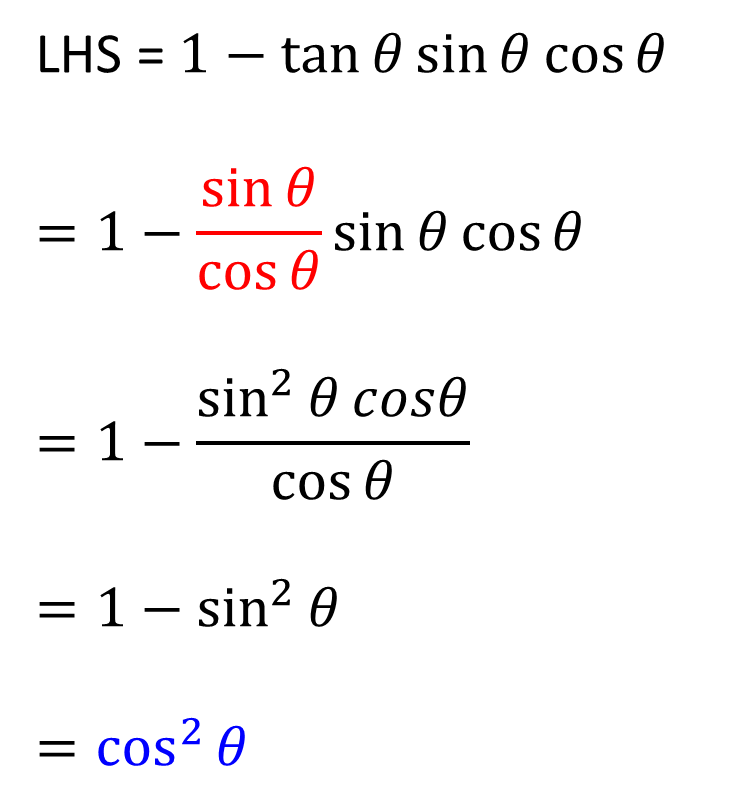 LHS = 1 − tan θ sin θ cos θ
= 1 − sin θ / cos θ sin θ cos θ
= 1 − sin² θ cosθ / cos θ
= 1 − sin² θ
= cos² θ